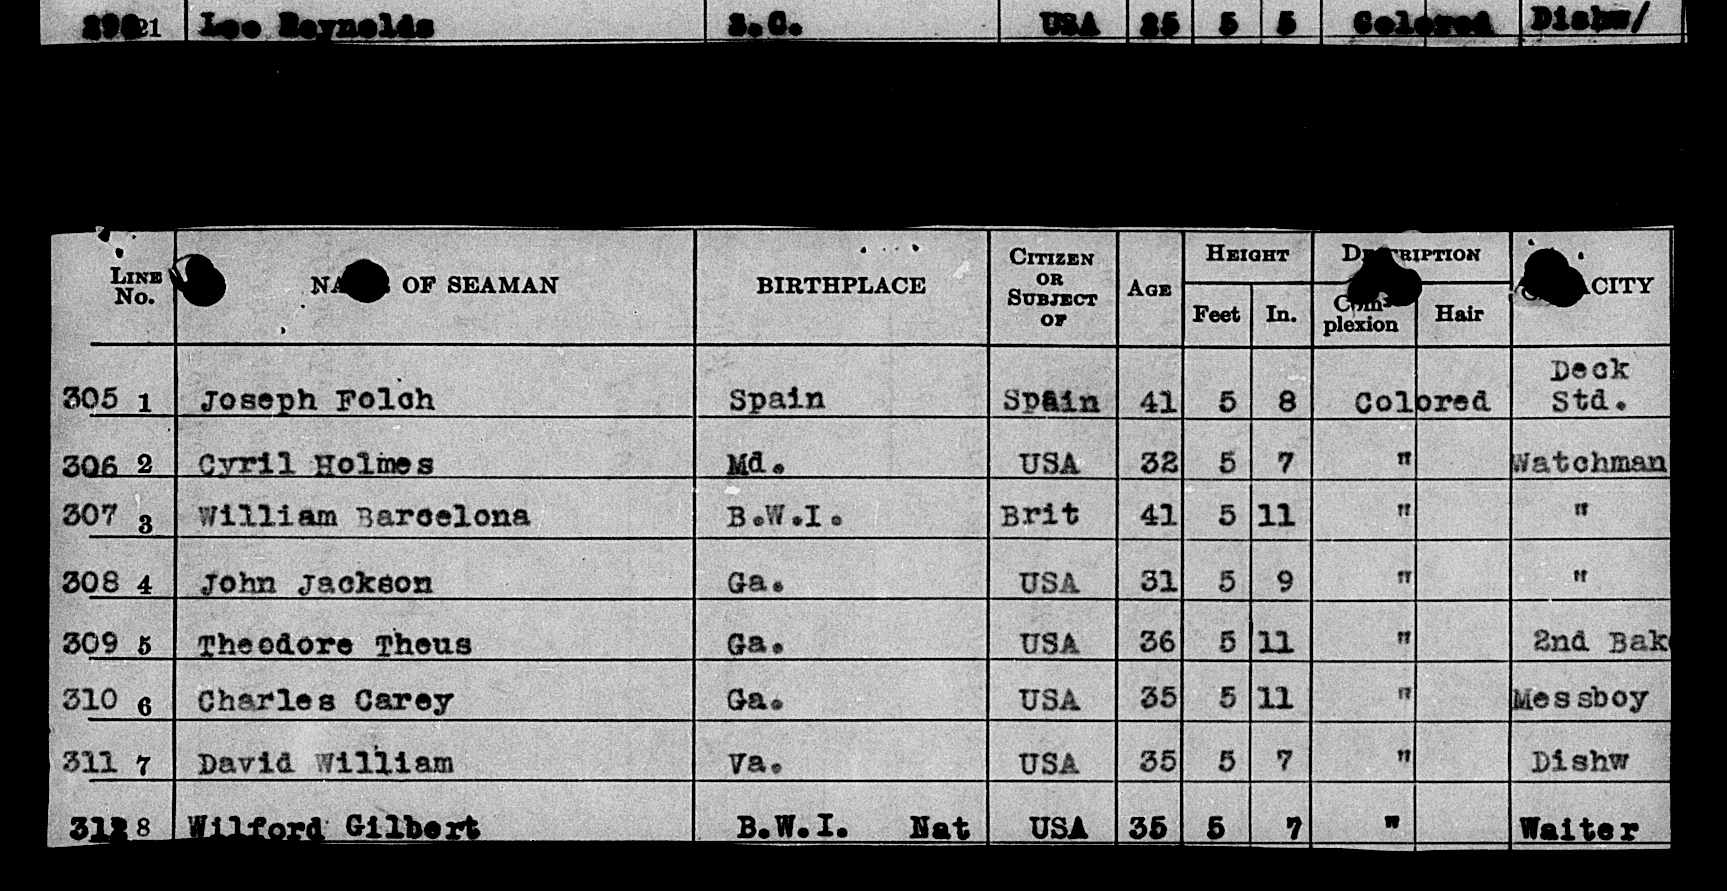 21 Lee Reynolds S.C. USA 25 5 5 Colored Dishw/
LINE No. OF SEAMAN BIRTHPLACE CITIZEN OR SUBJECT OF AGE HEIGHT Feet In. DESCRIPTION Complexion Hair CAPACITY
305 1 Joseph Folch Spain Spain 41 5 8 Colored Deck Std.
306 2 Cyril Holmes Md. USA 32 5 7 " Watchman
307 3 William Barcelona B.W.I. Brit 41 5 11 " "
308 4 John Jackson Ga. USA 31 5 9 " "
309 5 Theodore Theus Ga. USA 36 5 11 " 2nd Bak
310 6 Charles Carey Ga. USA 35 5 11 " Messboy
311 7 David William Va. USA 35 5 7 " Dishw
312 8 Wilford Gilbert B.W.I. Nat USA 35 5 7 " Waiter